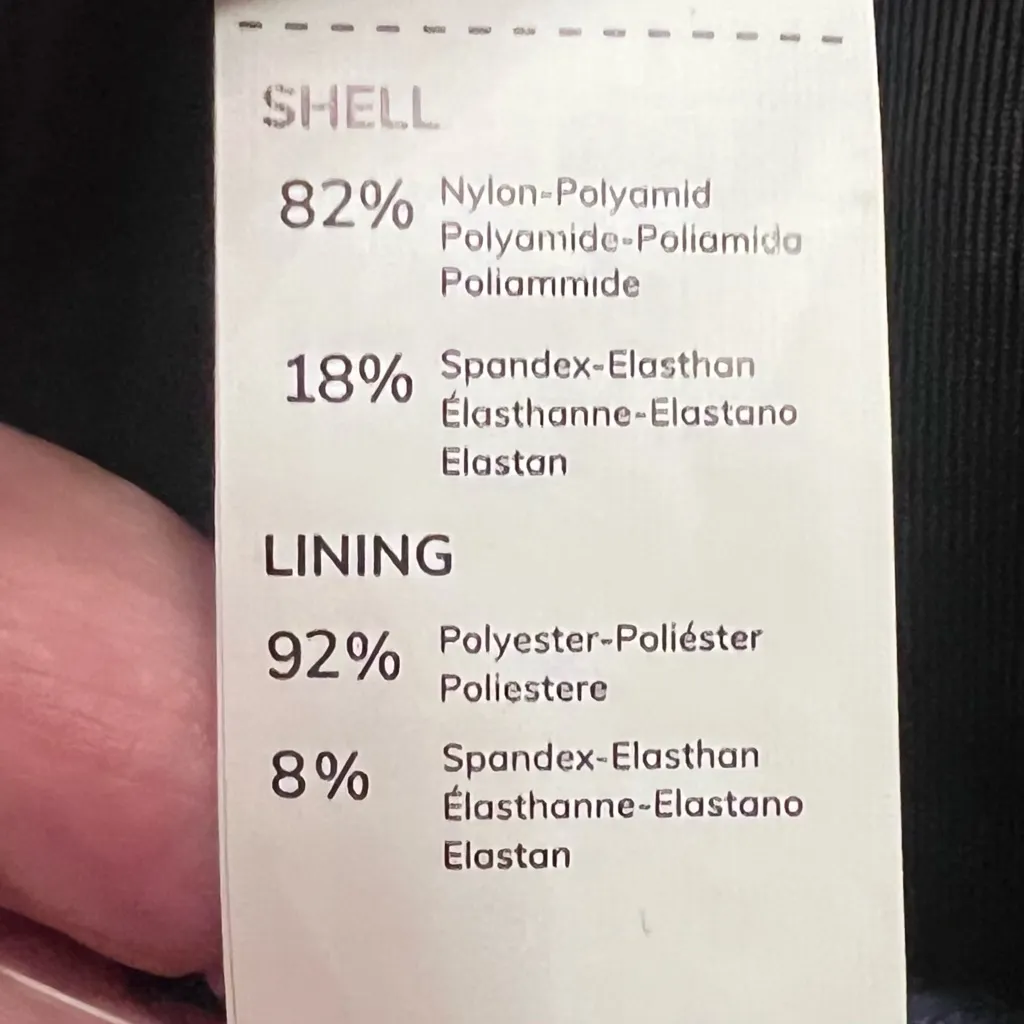 SHELL
82% Nylon-Polyamid
Polyamide-Poliamida
Poliammide
18% Spandex-Elasthan
Élasthanne-Elastano
Elastan
LINING
92% Polyester-Poliéster
Poliestere
8% Spandex-Elasthan
Élasthanne-Elastano
Elastan